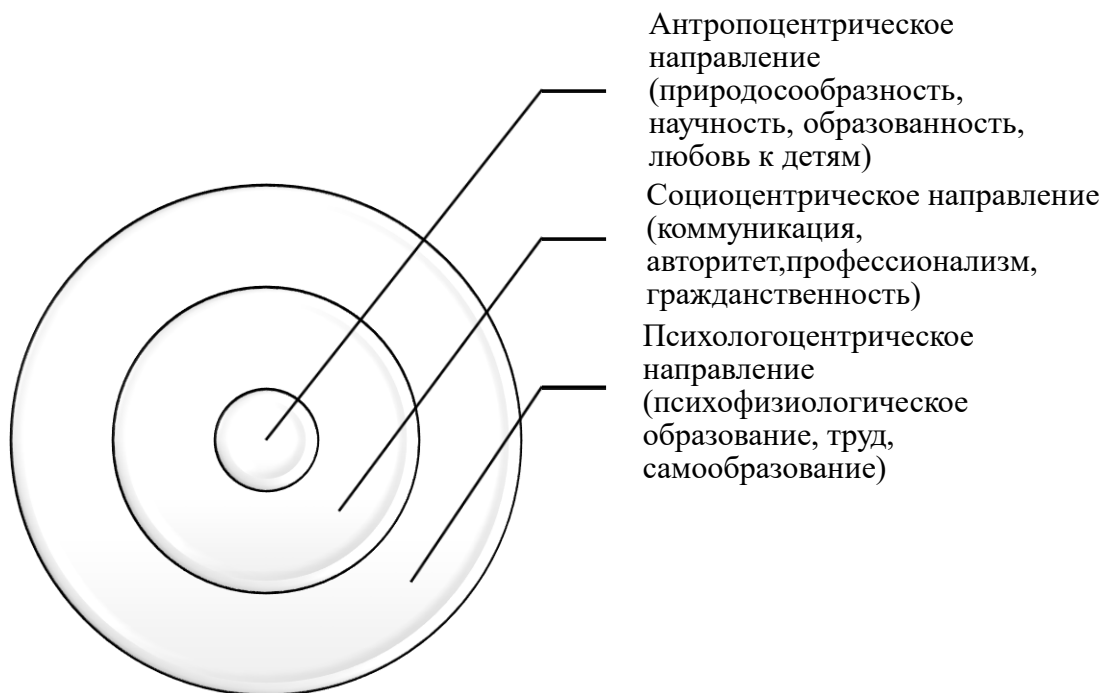 Антропоцентрическое
направление
(природосообразность,
научность, образованность,
любовь к детям)
Социоцентрическое направление
(коммуникация,
авторитет,профессионализм,
гражданственность)
Психологоцентрическое
направление
(психофизиологическое
образование, труд,
самообразование)